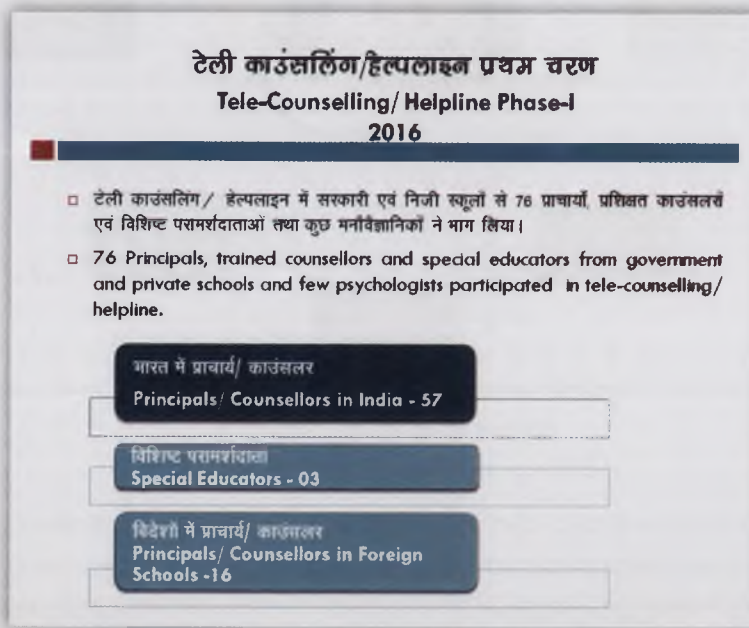 टेली काउंसलिंग/हेल्पलाइन प्रथम चरण
Tele-Counselling/ Helpline Phase-I
2016
टेली काउंसलिंग/ हेल्पलाइन में सरकारी एवं निजी स्कूलों से 76 प्राचार्यों, प्रशिक्षत काउंसलरों
एवं विशिष्ट परामर्शदाताओं तथा कुछ मनोवैज्ञानिकों ने भाग लिया।
76 Principals, trained counsellors and special educators from government
and private schools and few psychologists participated in tele-counselling/
helpline.
भारत में प्राचार्य/ काउंसलर
Principals/ Counsellors in India - 57
विशिष्ट परामर्शदाता
Special Educators - 03
विदेशों में प्राचार्य/ काउंसलर
Principals/ Counsellors in Foreign
Schools -16